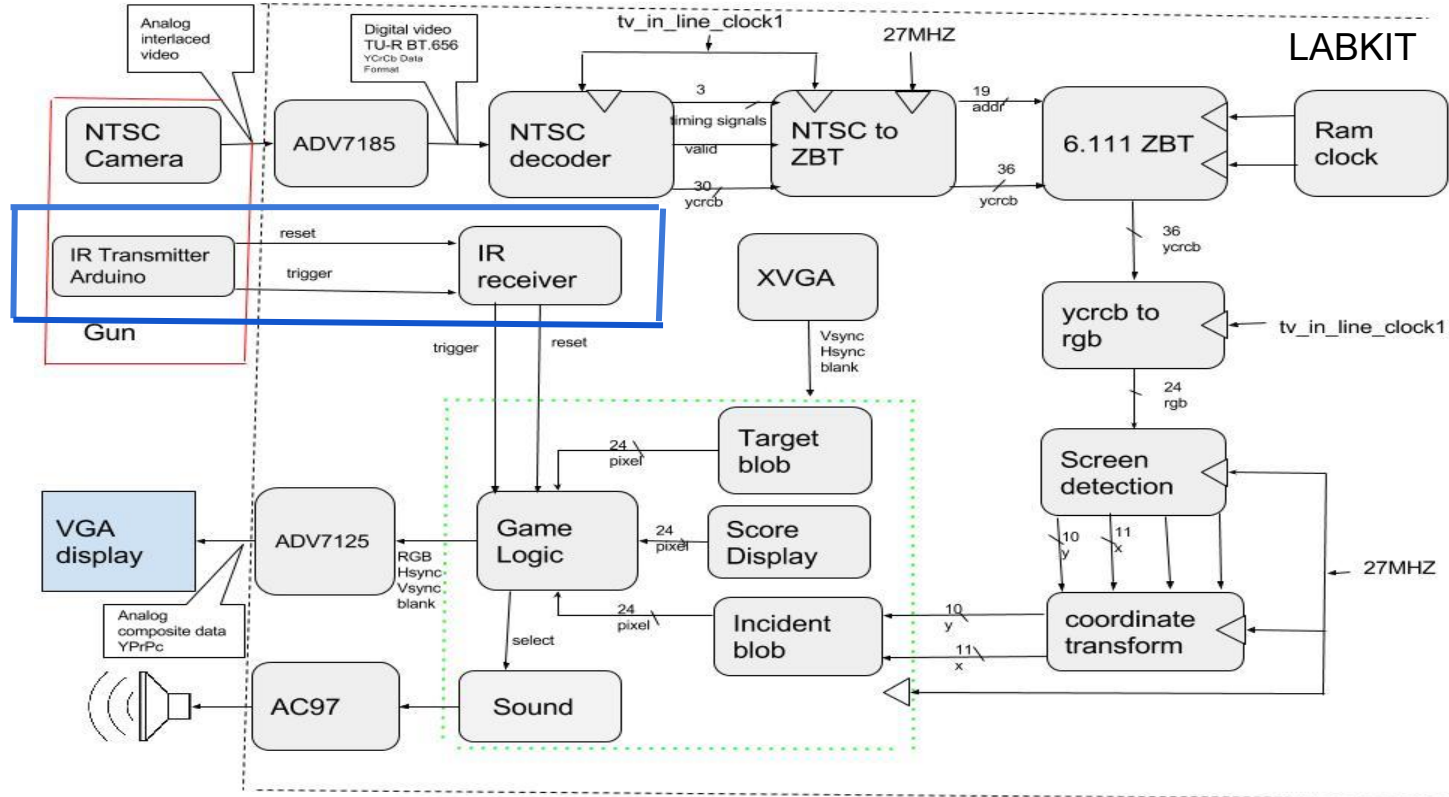 LABKIT
Analog
interlaced
video
Digital video
TU-R BT.656
YCrCb Data
Format
tv_in_line_clock1
27MHZ
NTSC
Camera
ADV7185
NTSC
decoder
3
timing signals
valid
30
ycrcb
NTSC to
ZBT
19
addr
36
ycrcb
6.111 ZBT
Ram
clock
36
ycrcb
IR Transmitter
Arduino
reset
trigger
IR
receiver
Gun
trigger
reset
XVGA
Vsync
Hsync
blank
ycrcb to
rgb
tv_in_line_clock1
24
rgb
Target
blob
24
pixel
Screen
detection
VGA
display
ADV7125
RGB
Hsync
Vsync
blank
Game
Logic
24
pixel
Score
Display
10
y
11
x
27MHZ
Analog
composite data
YPrPc
24
pixel
Incident
blob
10
y
11
x
coordinate
transform
select
AC97
Sound